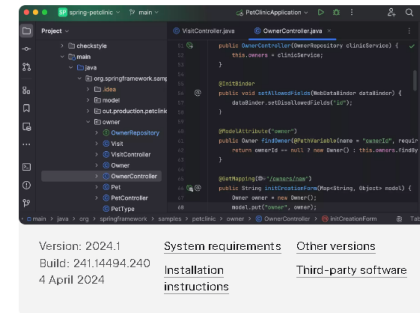 spring-petclinic
main
PetClinicApplication
Project
VisitController.java
OwnerController.java
checkstyle
main
java
org.springframework.samp
.idea
model
out.production.petclinic
owner
OwnerRepository
Visit
VisitController
Owner
OwnerController
Pet
PetController
PetType
public OwnerController(OwnerRepository clinicService) {
this.owners = clinicService;
}
@InitBinder
public void setAllowedFields(WebDataBinder dataBinder) {
dataBinder.setDisallowedFields("id");
}
@ModelAttribute("owner")
public Owner findOwner(@PathVariable(name = "ownerId", requir
return ownerId == null ? new Owner() : this.owners.findBy
}
@GetMapping("/owners/new")
public String initCreationForm(Map<String, Object> model) {
Owner owner = new Owner();
model.put("owner", owner);
main > java > org > springframework > samples > petclinic > owner > OwnerController > initCreationForm
Version: 2024.1
Build: 241.14494.240
4 April 2024
System requirements
Installation
instructions
Other versions
Third-party software